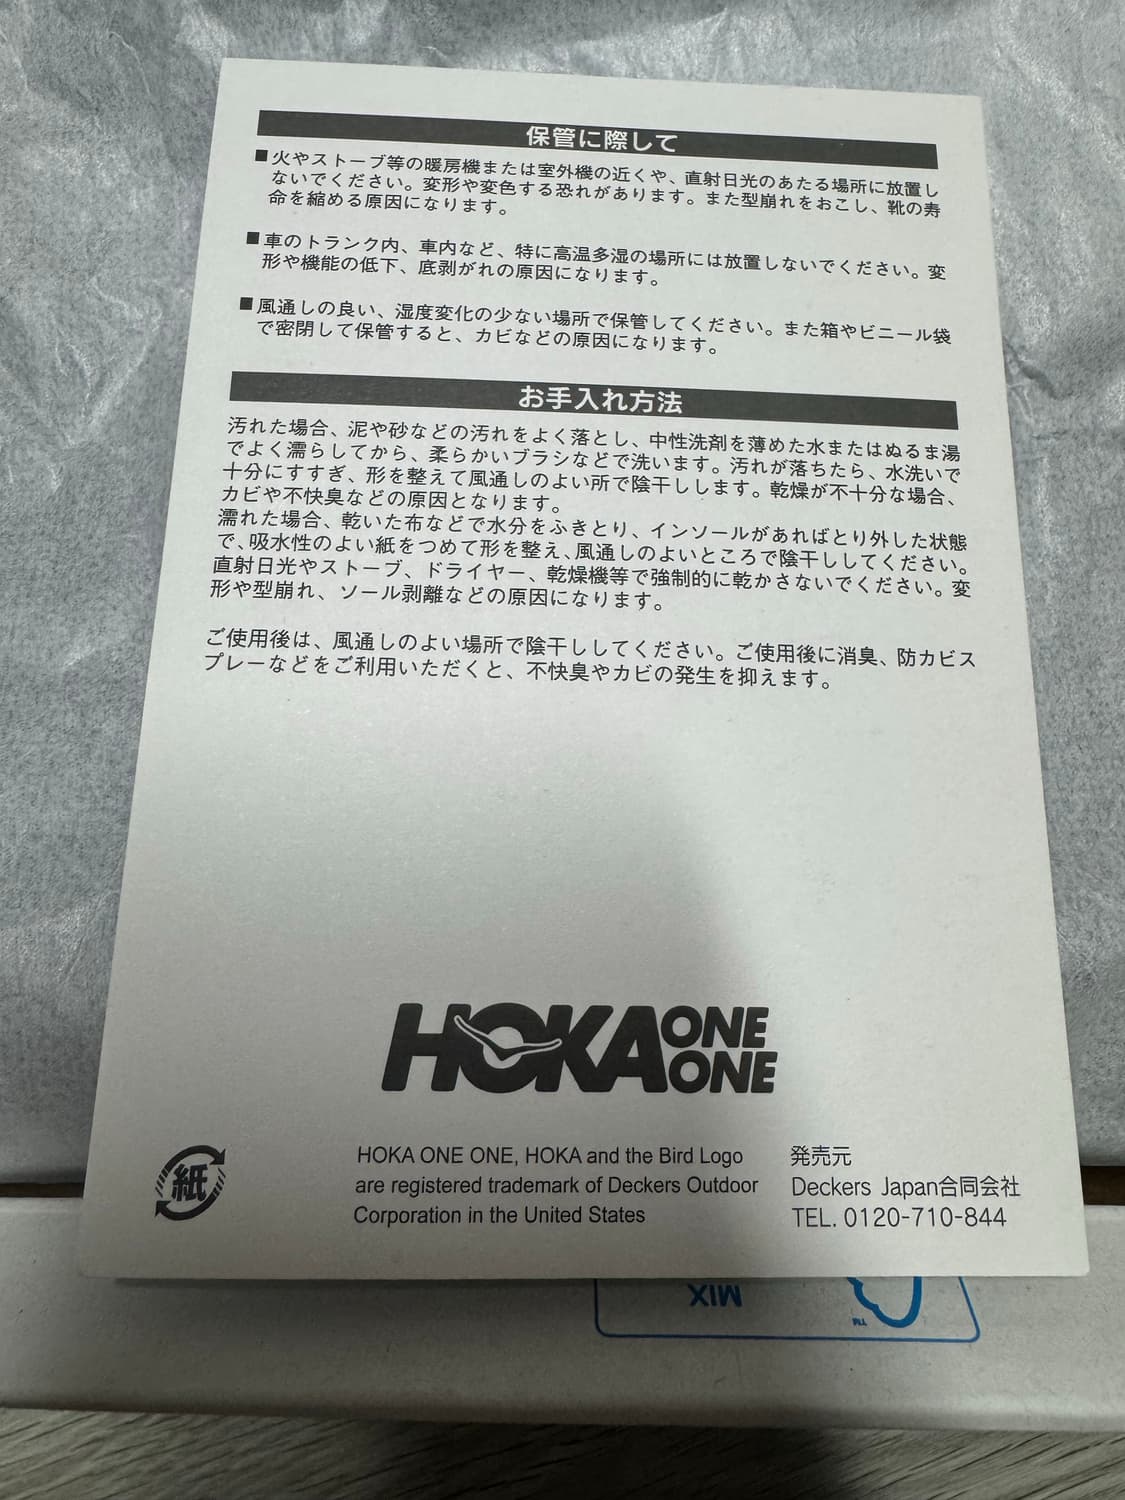 保管に際して
■火やストーブ等の暖房機または室外機の近くや、直射日光のあたる場所に放置し
ないでください。変形や変色する恐れがあります。また型崩れをおこし、靴の寿
命を縮める原因になります。
■車のトランク内、車内など、特に高温多湿の場所には放置しないでください。変
形や機能の低下、底剥がれの原因になります。
■風通しの良い、湿度変化の少ない場所で保管してください。また箱やビニール袋
で密閉して保管すると、カビなどの原因になります。
お手入れ方法
汚れた場合、泥や砂などの汚れをよく落とし、中性洗剤を薄めた水またはぬるま湯
でよく濡らしてから、柔らかいブラシなどで洗います。汚れが落ちたら、水洗いで
十分にすすぎ、形を整えて風通しのよい所で陰干しします。乾燥が不十分な場合、
カビや不快臭などの原因となります。
濡れた場合、乾いた布などで水分をふきとり、インソールがあればとり外した状態
で、吸水性のよい紙をつめて形を整え、風通しのよいところで陰干ししてください。
直射日光やストーブ、ドライヤー、乾燥機等で強制的に乾かさないでください。変
形や型崩れ、ソール剥離などの原因になります。
ご使用後は、風通しのよい場所で陰干ししてください。ご使用後に消臭、防カビス
プレーなどをご利用いただくと、不快臭やカビの発生を抑えます。
HOKA ONE ONE
紙
HOKA ONE ONE, HOKA and the Bird Logo
are registered trademark of Deckers Outdoor
Corporation in the United States
発売元
Deckers Japan合同会社
TEL. 0120-710-844
MIX
TM